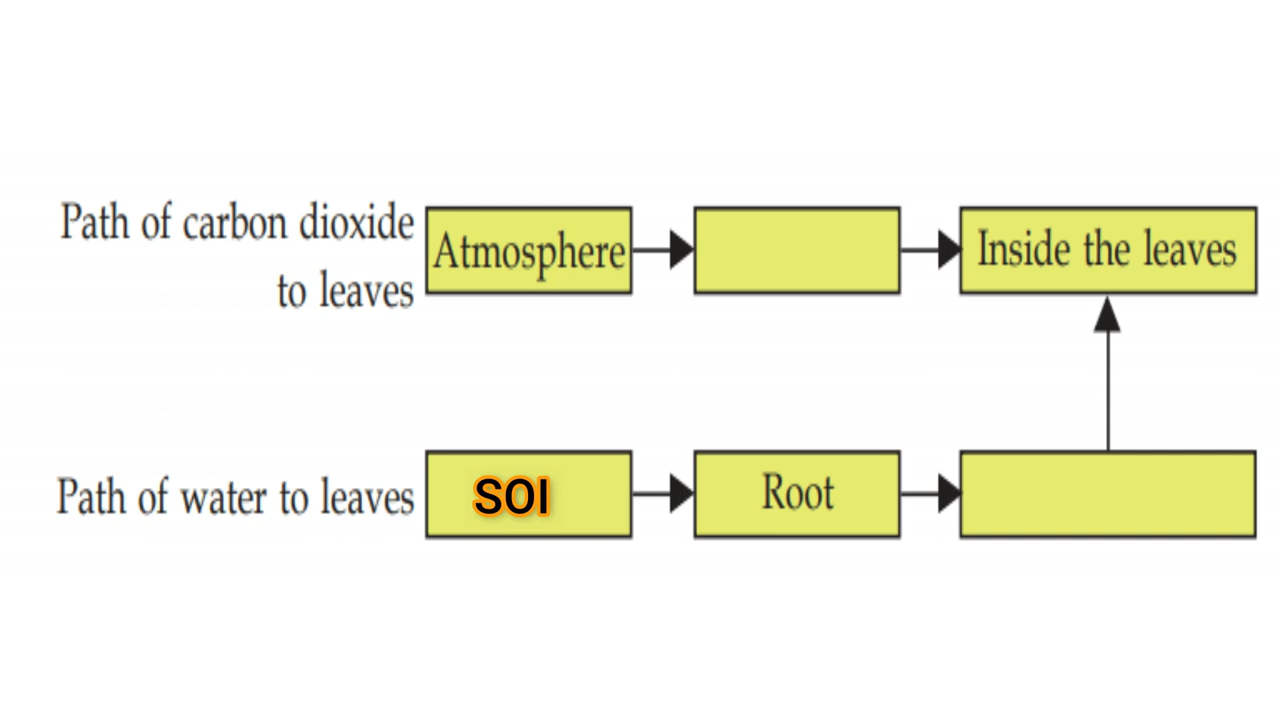 Path of carbon dioxide
to leaves
Atmosphere
Inside the leaves
Path of water to leaves
SOI
Root